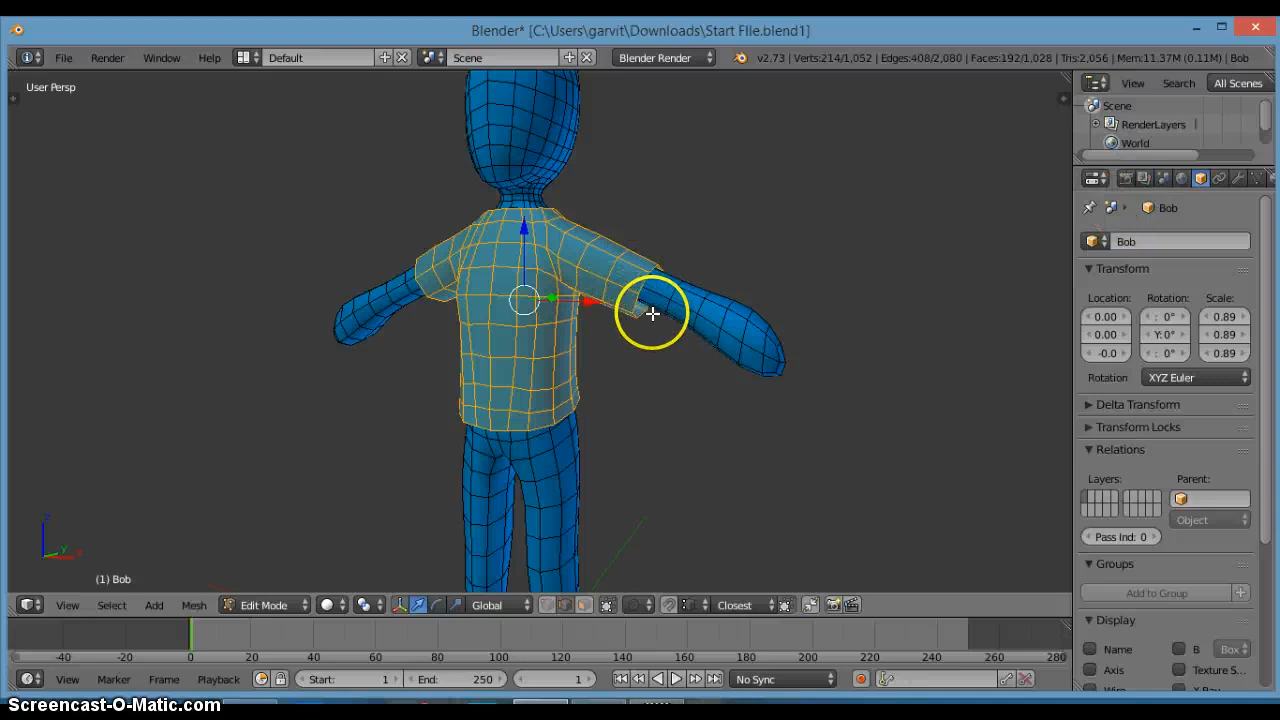 Blender* [C:\Users\garvit\Downloads\Start FIle.blend1]
File Render Window Help Default Scene Blender Render v2.73 | Verts:214/1,052 | Edges:408/2,080 | Faces:192/1,028 | Tris:2,056 | Mem:11.37M (0.11M) | Bob
User Persp
View Search All Scenes
Scene
RenderLayers
World
Bob
Bob
Transform
Location: Rotation: Scale:
0.00 : 0° 0.89
0.00 Y: 0° 0.89
-0.0 : 0° 0.89
Rotation XYZ Euler
Delta Transform
Transform Locks
Relations
Layers: Parent:
Object
Pass Ind: 0
Groups
Add to Group
Display
Name B Box
Axis Texture S...
z
y
x
(1) Bob
View Select Add Mesh Edit Mode Global Closest
-40 -20 0 20 40 60 80 100 120 140 160 180 200 220 240 260 280
View Marker Frame Playback Start: 1 End: 250 1 No Sync
Screencast-O-Matic.com